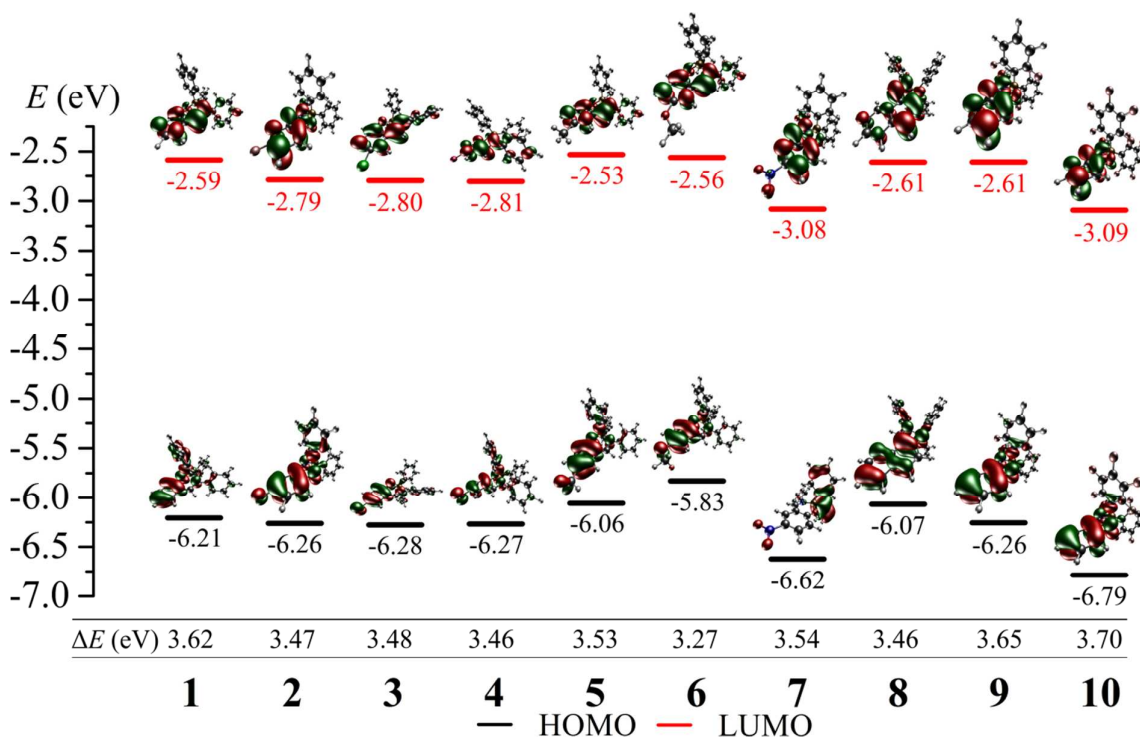 E (eV)
-2.5
-3.0
-3.5
-4.0
-4.5
-5.0
-5.5
-6.0
-6.5
-7.0
-2.59 -2.79 -2.80 -2.81 -2.53 -2.56 -3.08 -2.61 -2.61 -3.09
-6.21 -6.26 -6.28 -6.27 -6.06 -5.83 -6.62 -6.07 -6.26 -6.79
ΔE (eV) 3.62 3.47 3.48 3.46 3.53 3.27 3.54 3.46 3.65 3.70
1 2 3 4 5 6 7 8 9 10
HOMO LUMO